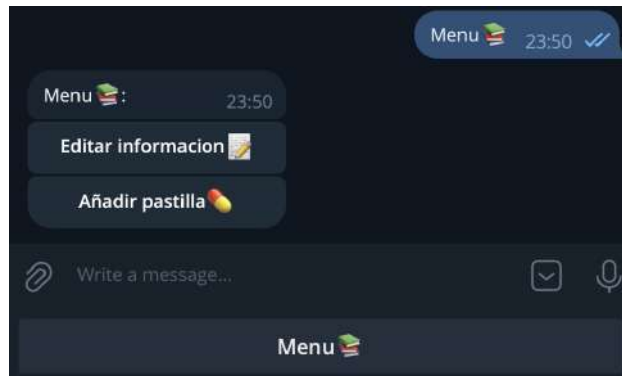 Menu📚 23:50
Menu📚: 23:50
Editar informacion📝
Añadir pastilla💊
Write a message...
Menu📚